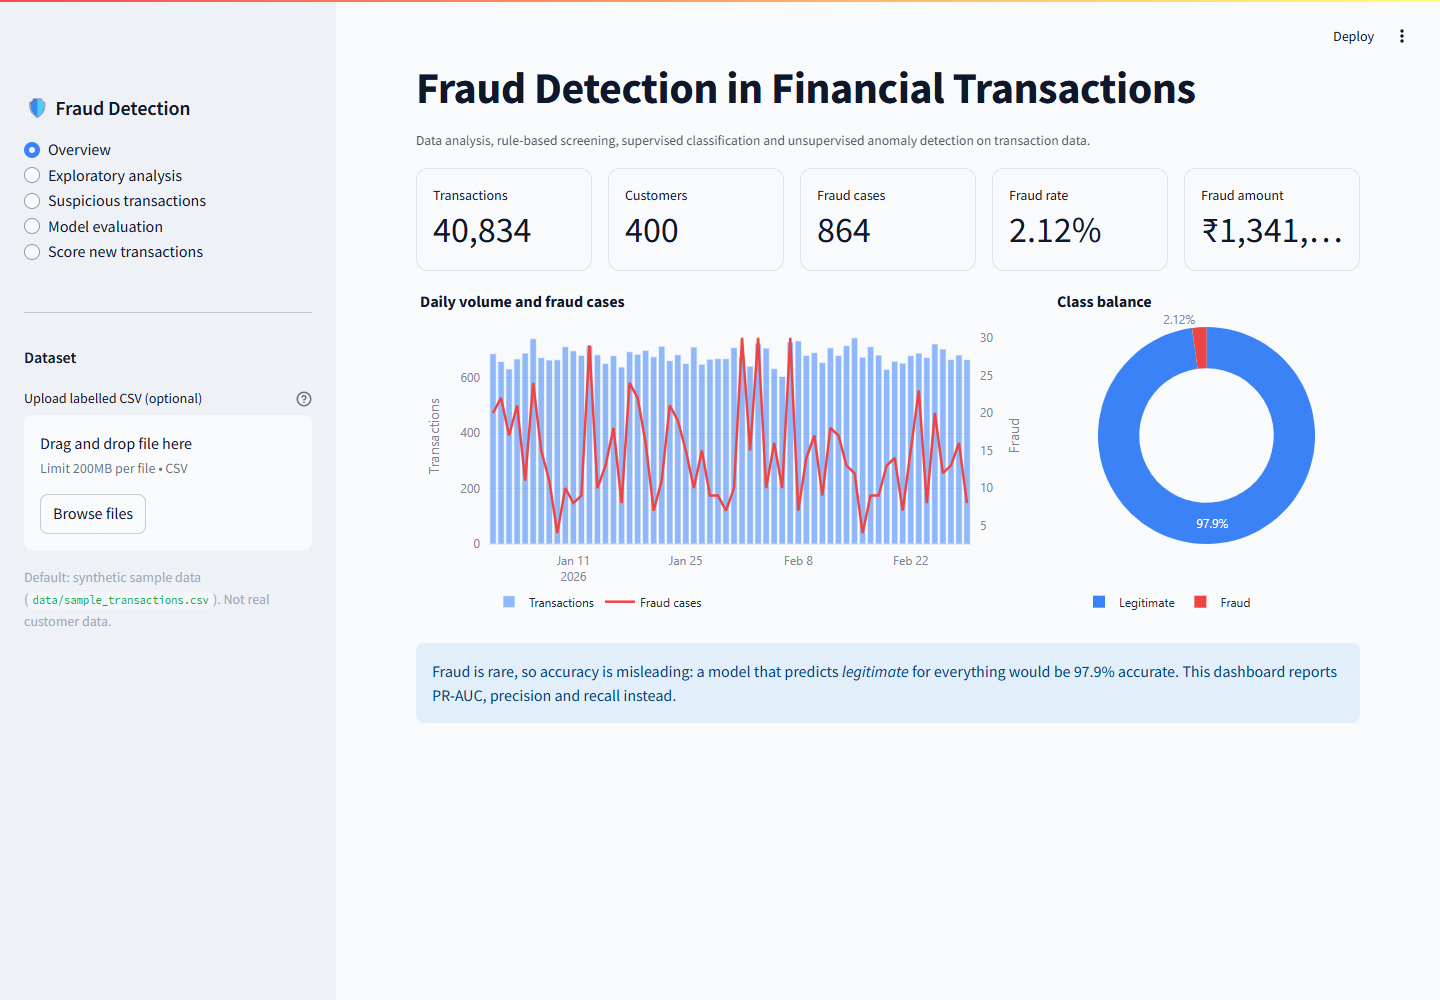 Deploy
Fraud Detection
Overview
Exploratory analysis
Suspicious transactions
Model evaluation
Score new transactions
Dataset
Upload labelled CSV (optional)
Drag and drop file here
Limit 200MB per file • CSV
Browse files
Default: synthetic sample data
( data/sample_transactions.csv ). Not real
customer data.
Fraud Detection in Financial Transactions
Data analysis, rule-based screening, supervised classification and unsupervised anomaly detection on transaction data.
Transactions
40,834
Customers
400
Fraud cases
864
Fraud rate
2.12%
Fraud amount
₹1,341,...
Daily volume and fraud cases
Transactions
600
400
200
0
30
25
20
15
10
5
Fraud
Jan 11
2026
Jan 25
Feb 8
Feb 22
Transactions
Fraud cases
Class balance
2.12%
97.9%
Legitimate
Fraud
Fraud is rare, so accuracy is misleading: a model that predicts legitimate for everything would be 97.9% accurate. This dashboard reports
PR-AUC, precision and recall instead.